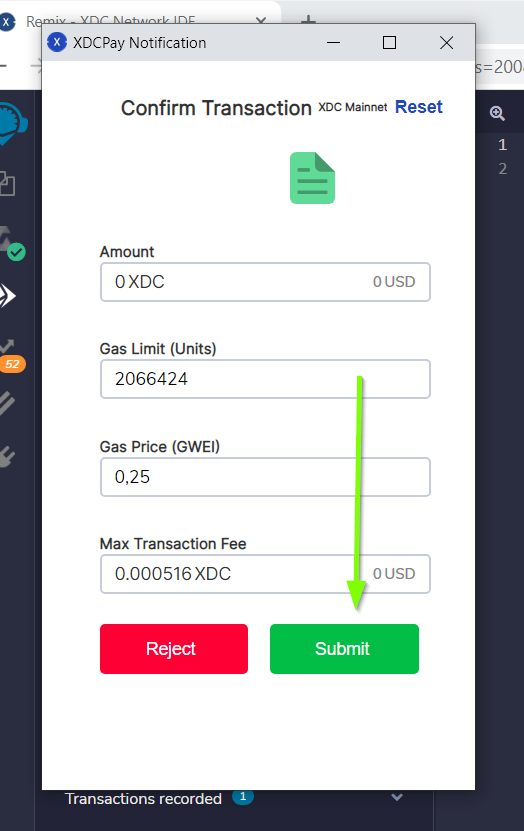 Remix - XDC Network IDE
XDCPay Notification
s=200
Confirm Transaction XDC Mainnet Reset
1
2
Amount
0 XDC 0 USD
Gas Limit (Units)
2066424
52
Gas Price (GWEI)
0,25
Max Transaction Fee
0.000516 XDC 0 USD
Reject Submit
Transactions recorded 1